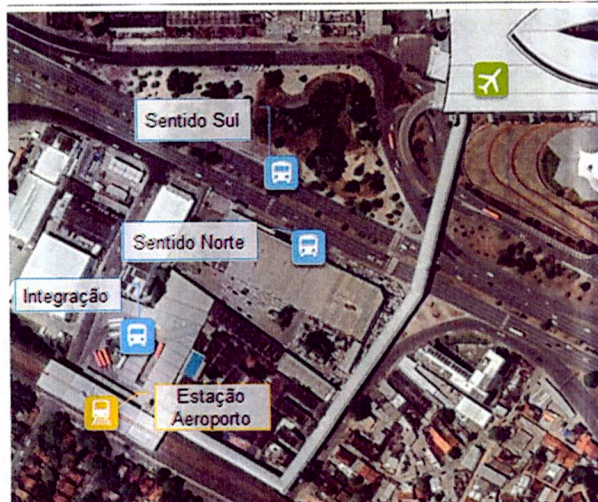 Sentido Sul
Sentido Norte
Integração
Estação
Aeroporto